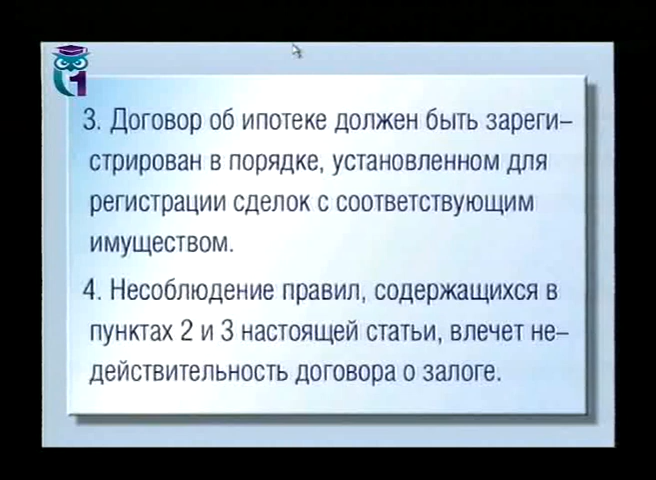 1
3. Договор об ипотеке должен быть зареги–
стрирован в порядке, установленном для
регистрации сделок с соответствующим
имуществом.
4. Несоблюдение правил, содержащихся в
пунктах 2 и 3 настоящей статьи, влечет не–
действительность договора о залоге.